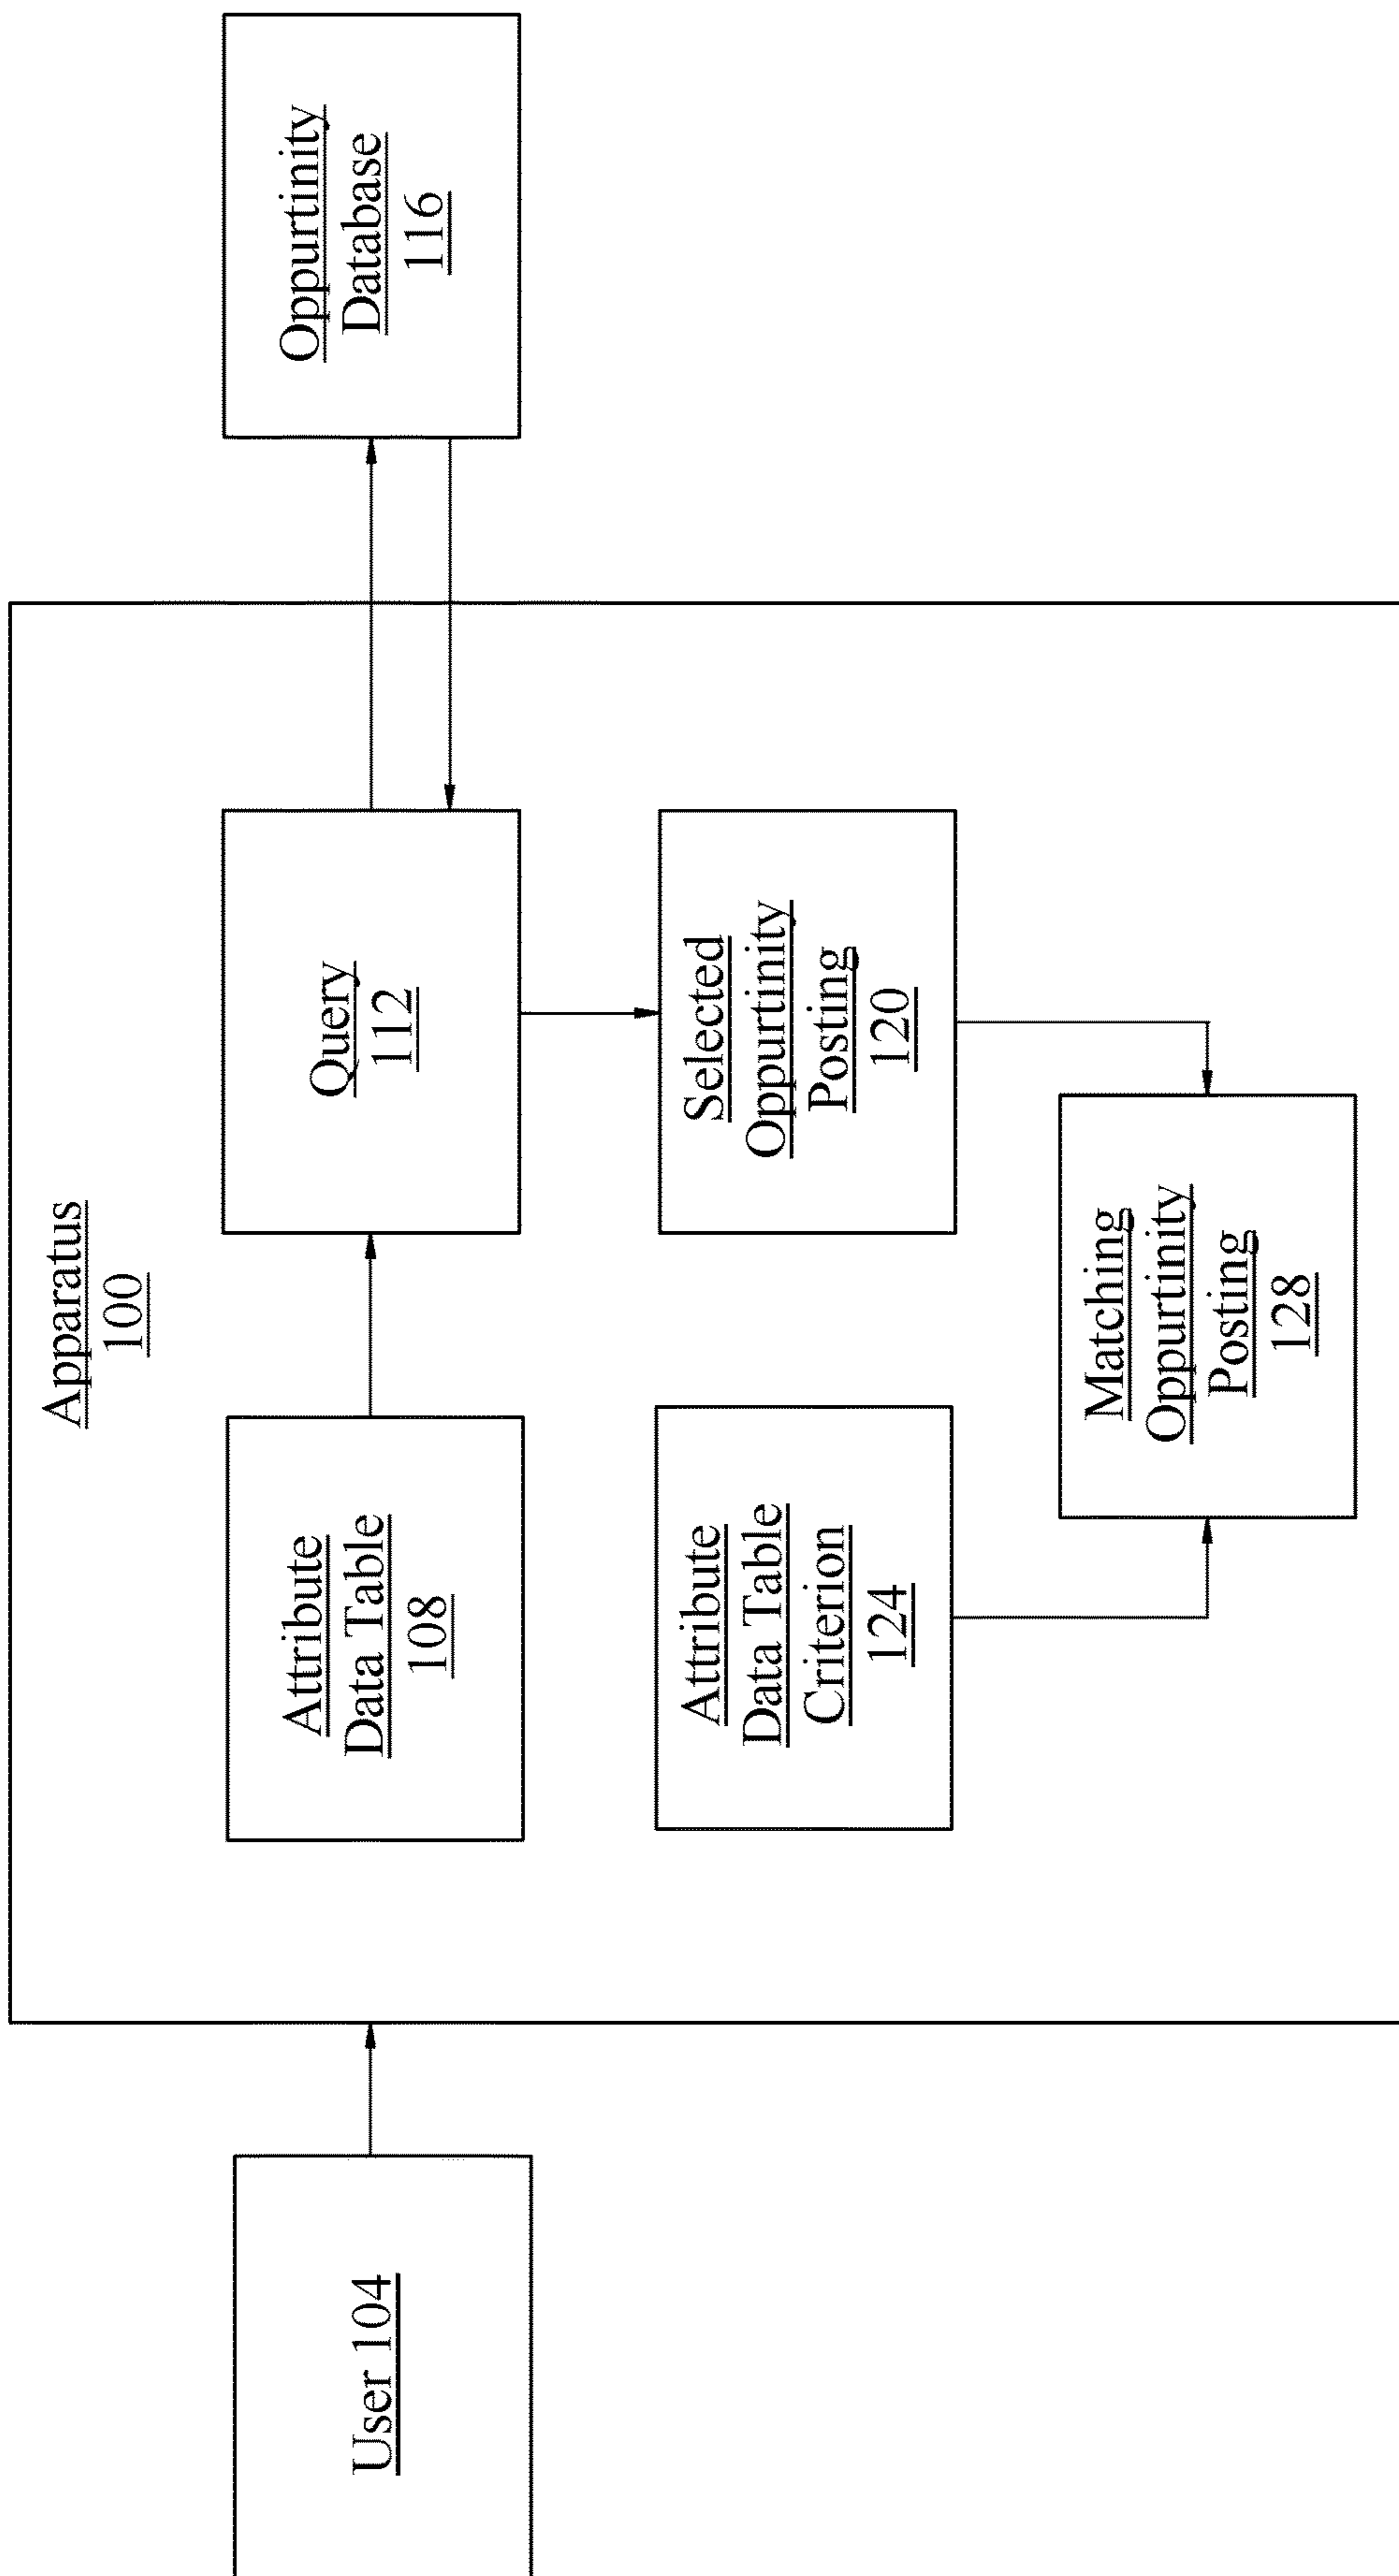 Apparatus
100
User 104
Attribute
Data Table
108
Query
112
Oppurtinity
Database
116
Attribute
Data Table
Criterion
124
Selected
Oppurtinity
Posting
120
Matching
Oppurtinity
Posting
128